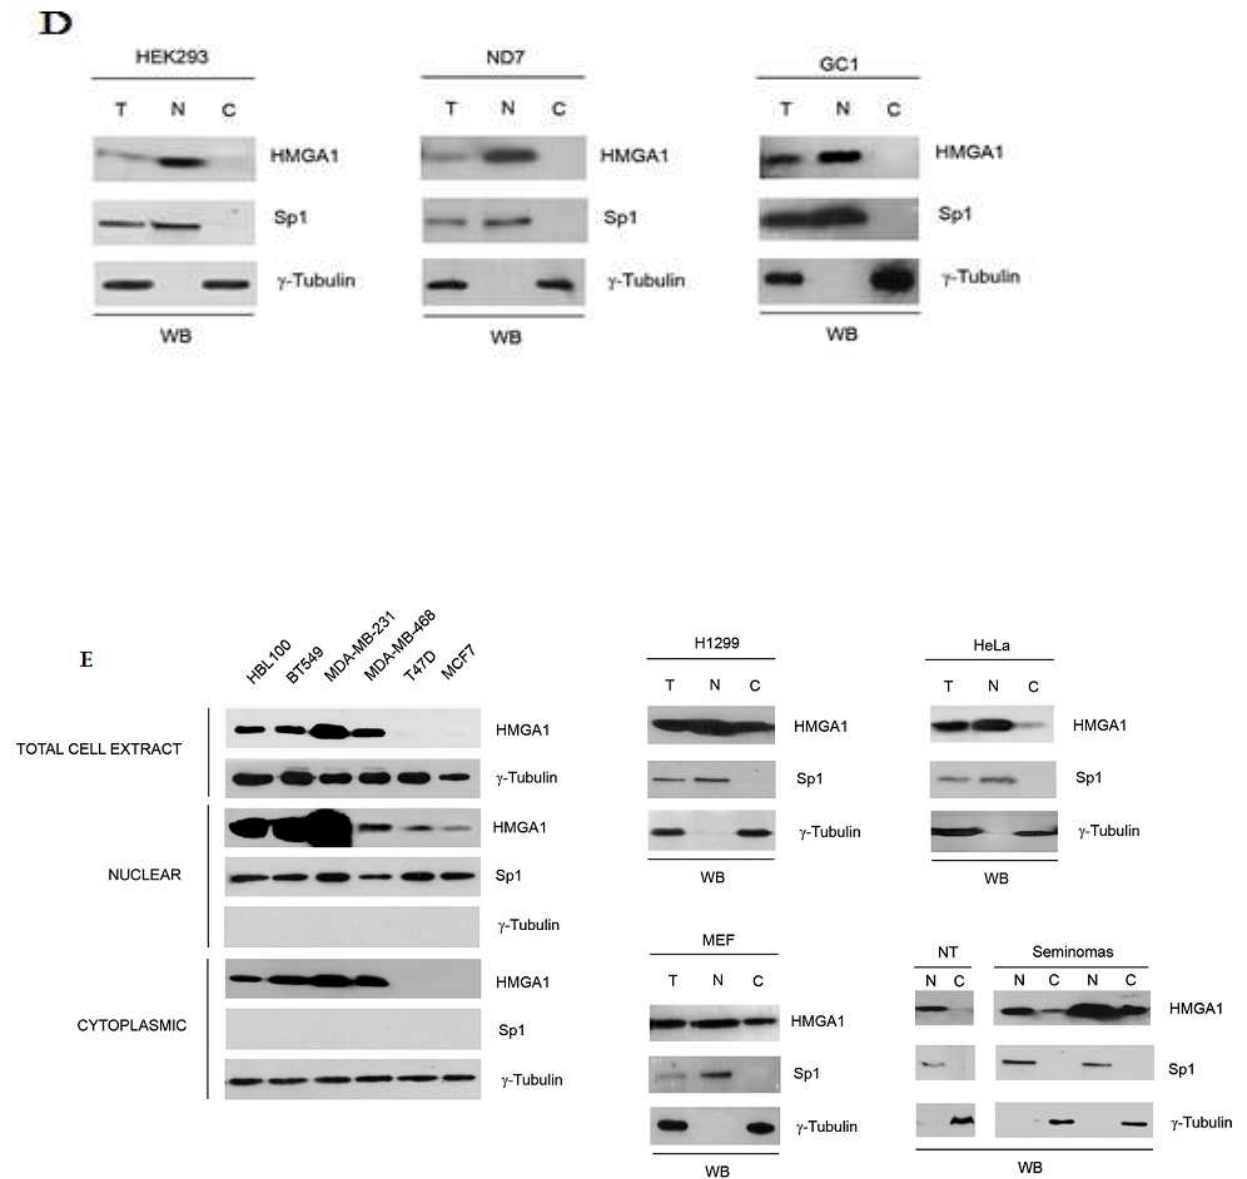 D
HEK293
T N C
HMGA1
Sp1
γ-Tubulin
WB
ND7
T N C
HMGA1
Sp1
γ-Tubulin
WB
GC1
T N C
HMGA1
Sp1
γ-Tubulin
WB
E
HBL100
BT549
MDA-MB-231
MDA-MB-468
T47D
MCF7
TOTAL CELL EXTRACT
HMGA1
γ-Tubulin
NUCLEAR
HMGA1
Sp1
γ-Tubulin
CYTOPLASMIC
HMGA1
Sp1
γ-Tubulin
H1299
T N C
HMGA1
Sp1
γ-Tubulin
WB
HeLa
T N C
HMGA1
Sp1
γ-Tubulin
WB
MEF
T N C
HMGA1
Sp1
γ-Tubulin
WB
NT Seminomas
N C N C N C
HMGA1
Sp1
γ-Tubulin
WB